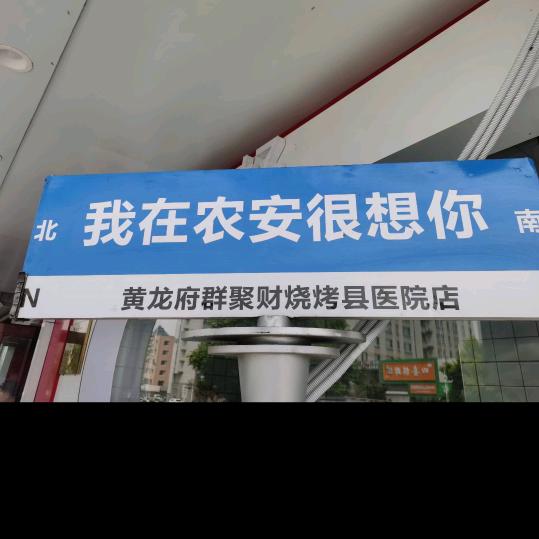 北 我在农安很想你 南
N 黄龙府群聚财烧烤县医院店